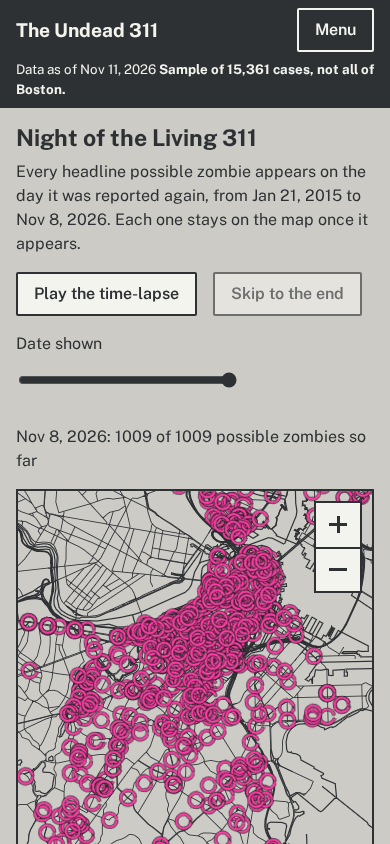 The Undead 311
Menu
Data as of Nov 11, 2026 Sample of 15,361 cases, not all of
Boston.
Night of the Living 311
Every headline possible zombie appears on the
day it was reported again, from Jan 21, 2015 to
Nov 8, 2026. Each one stays on the map once it
appears.
Play the time-lapse
Skip to the end
Date shown
Nov 8, 2026: 1009 of 1009 possible zombies so
far
+
−